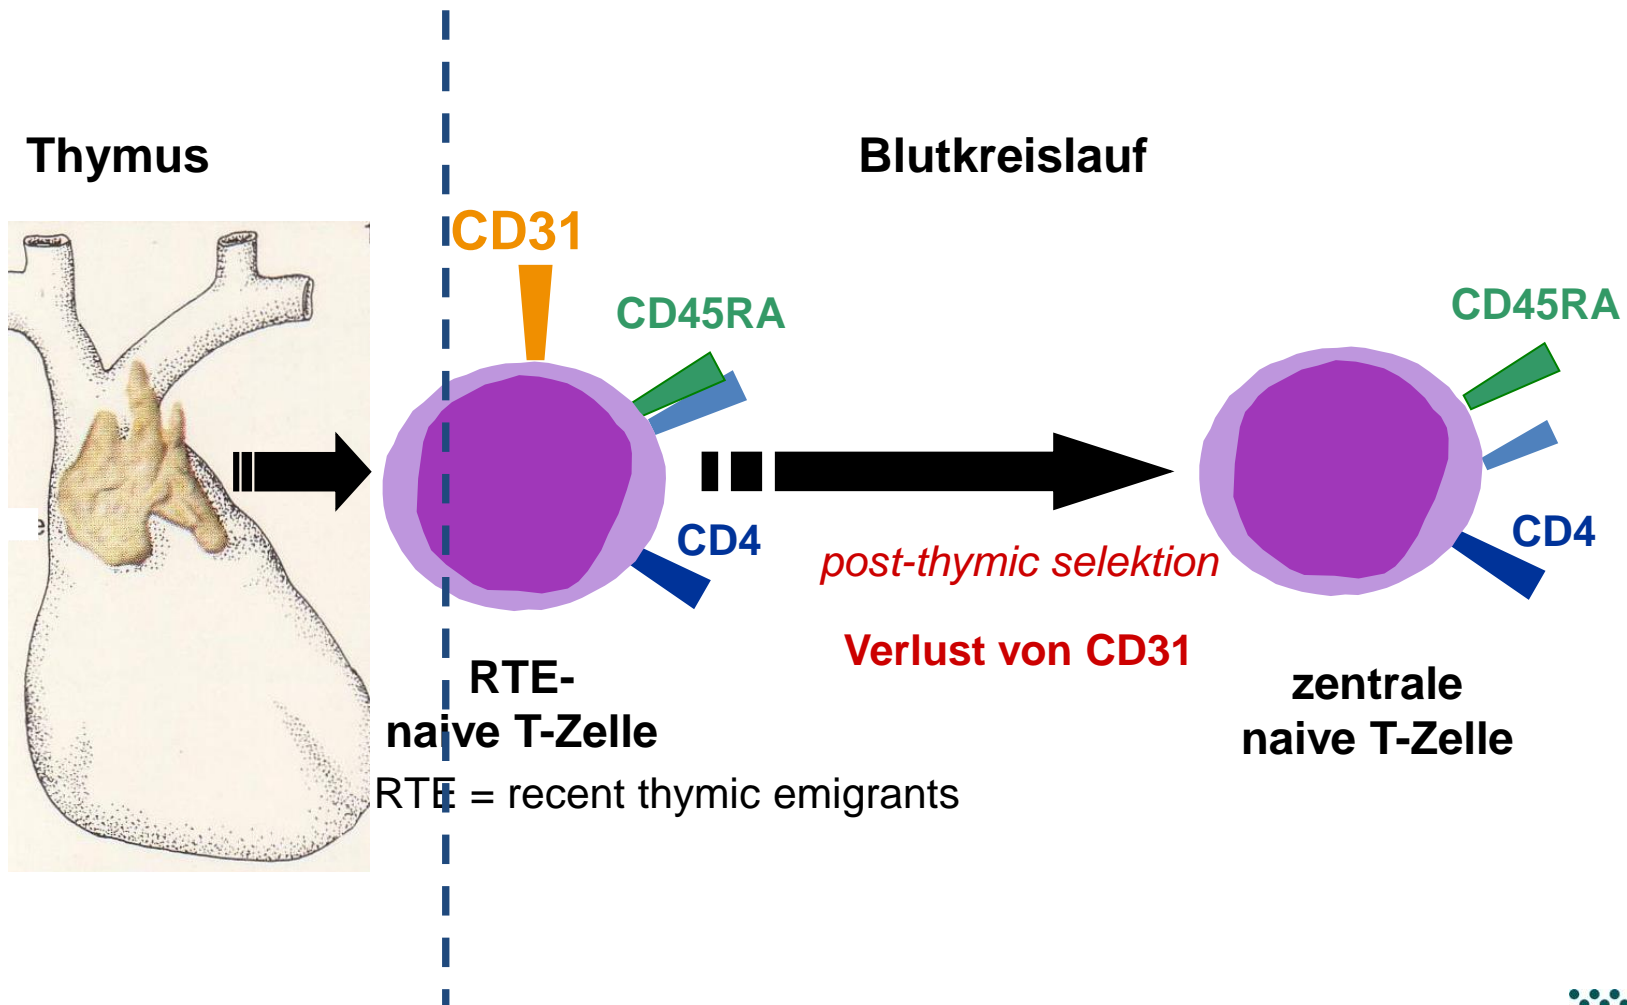 Thymus
Blutkreislauf
CD31
CD45RA
CD45RA
CD4
CD4
post-thymic selektion
Verlust von CD31
RTE-
naive T-Zelle
zentrale
naive T-Zelle
RTE = recent thymic emigrants
e